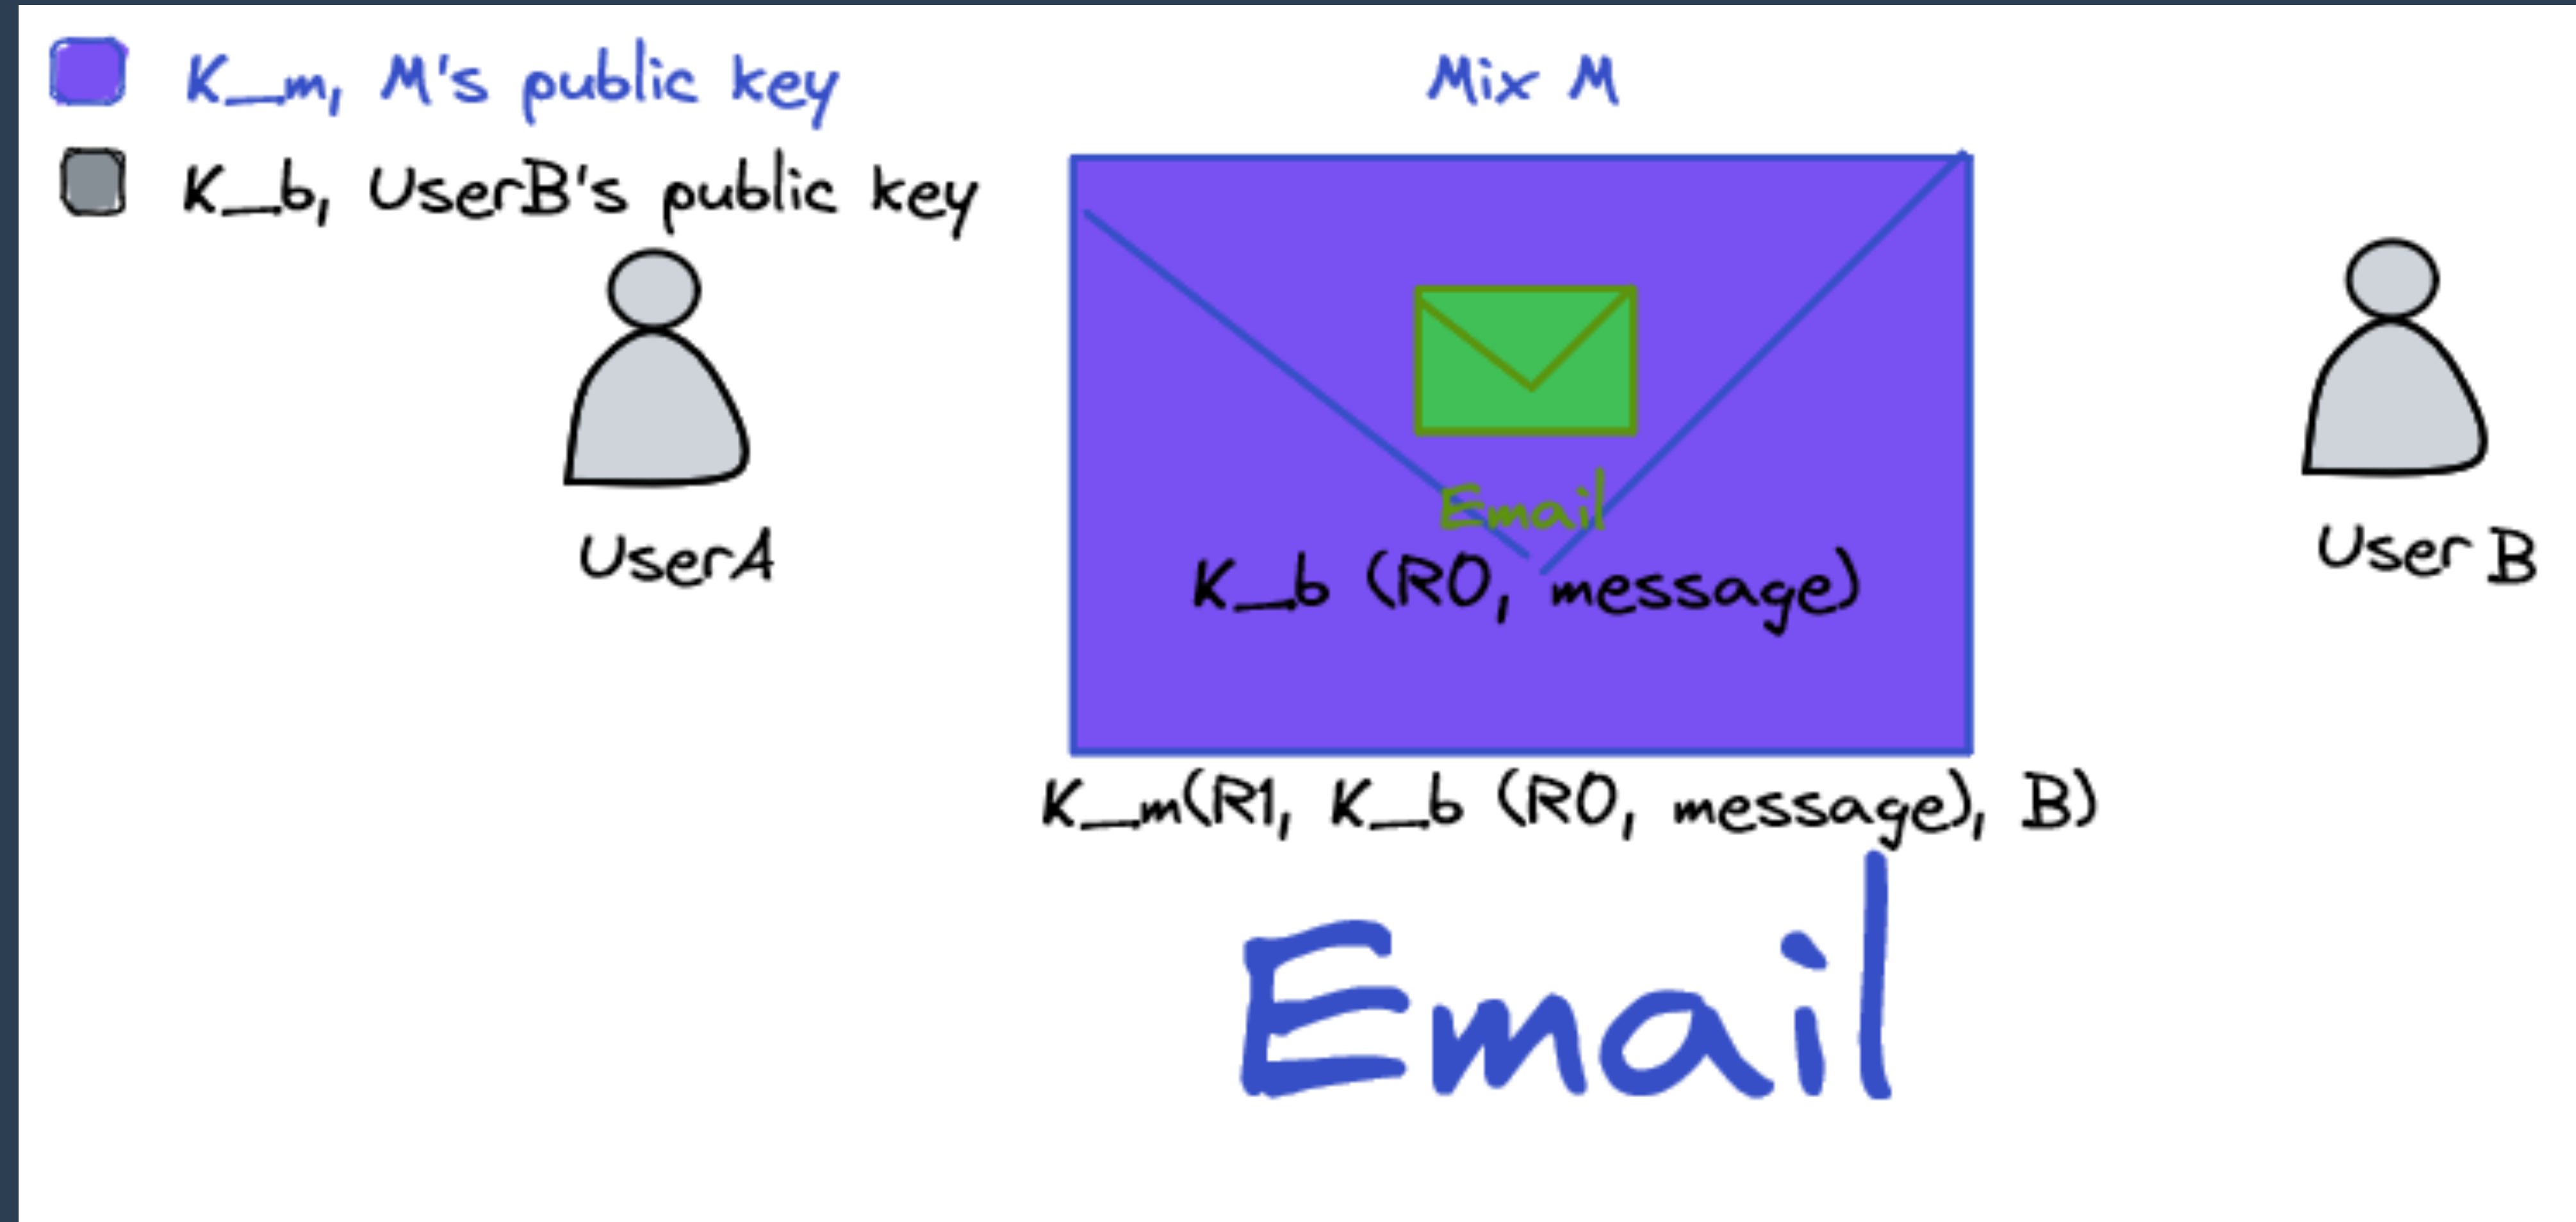 K_m, M's public key
Mix M
K_b, UserB's public key
Email
UserA
User B
K_b (R0, message)
K_m(R1, K_b (R0, message), B)
Email